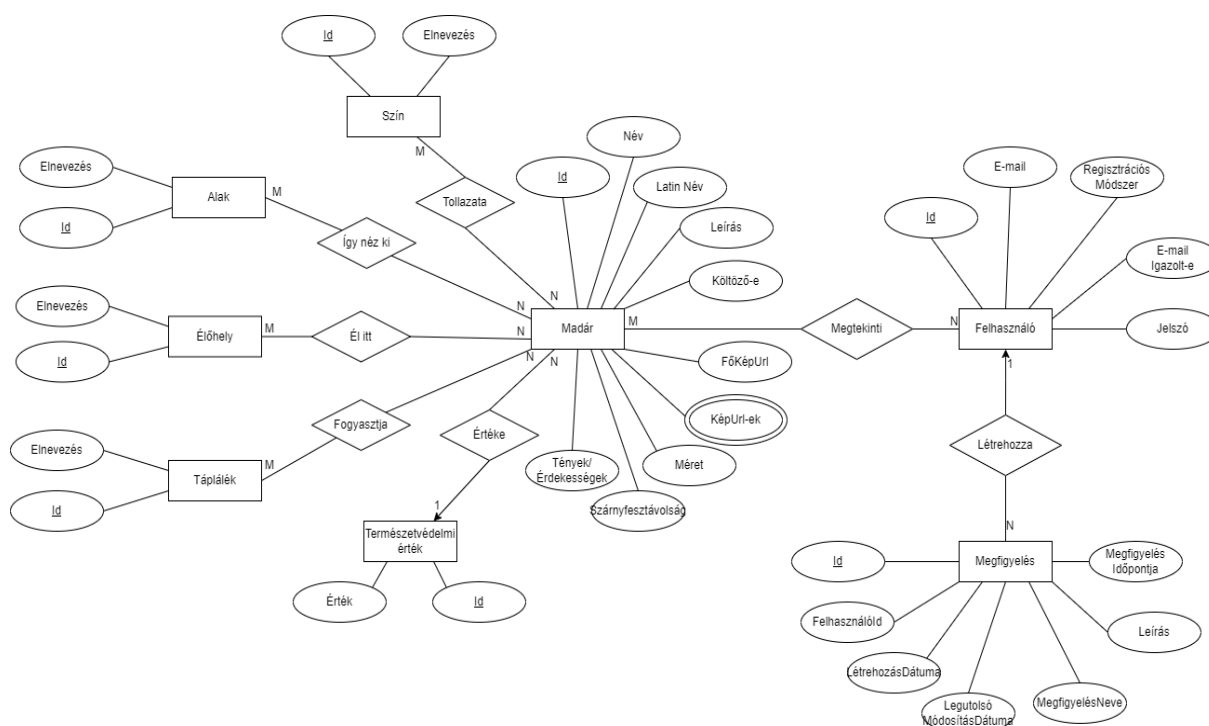 Id
Elnevezés
Szín
M
Tollazata
N
Elnevezés
Id
Alak
M
Így néz ki
N
Elnevezés
Id
Élőhely
M
Él itt
N
Elnevezés
Id
Táplálék
M
Fogyasztja
N
Értéke
N
1
Természetvédelmi
érték
Érték
Id
Madár
Id
Név
Latin Név
Leírás
Költöző-e
FőKépUrl
KépUrl-ek
Méret
Szárnyfesztávolság
Tények/
Érdekességek
M
Megtekinti
N
Felhasználó
Id
E-mail
Regisztrációs
Módszer
E-mail
Igazolt-e
Jelszó
1
Létrehozza
N
Megfigyelés
Id
FelhasználóId
LétrehozásDátuma
Legutolsó
MódosításDátuma
MegfigyelésNeve
Leírás
Megfigyelés
Időpontja